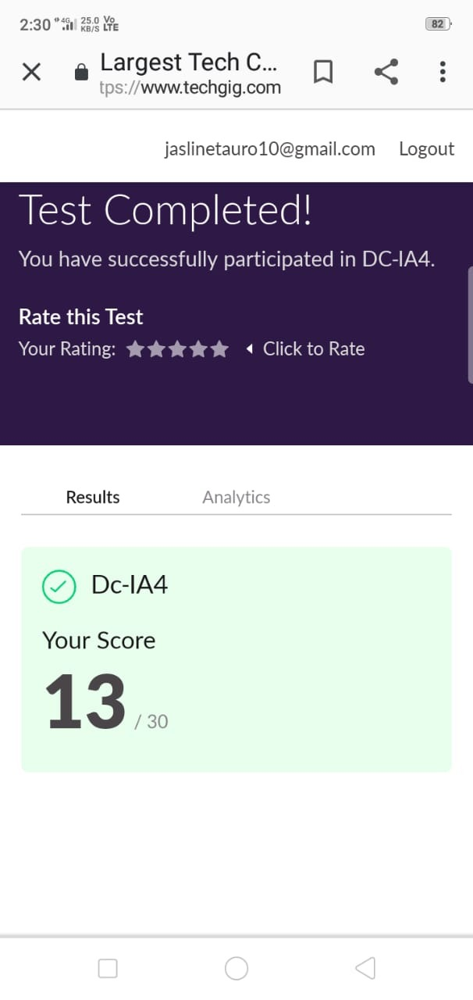 2:30 4G 25.0 KB/S Vo LTE 82
Largest Tech C...
tps://www.techgig.com
jaslinetauro10@gmail.com Logout
Test Completed!
You have successfully participated in DC-IA4.
Rate this Test
Your Rating: Click to Rate
Results Analytics
Dc-IA4
Your Score
13 / 30